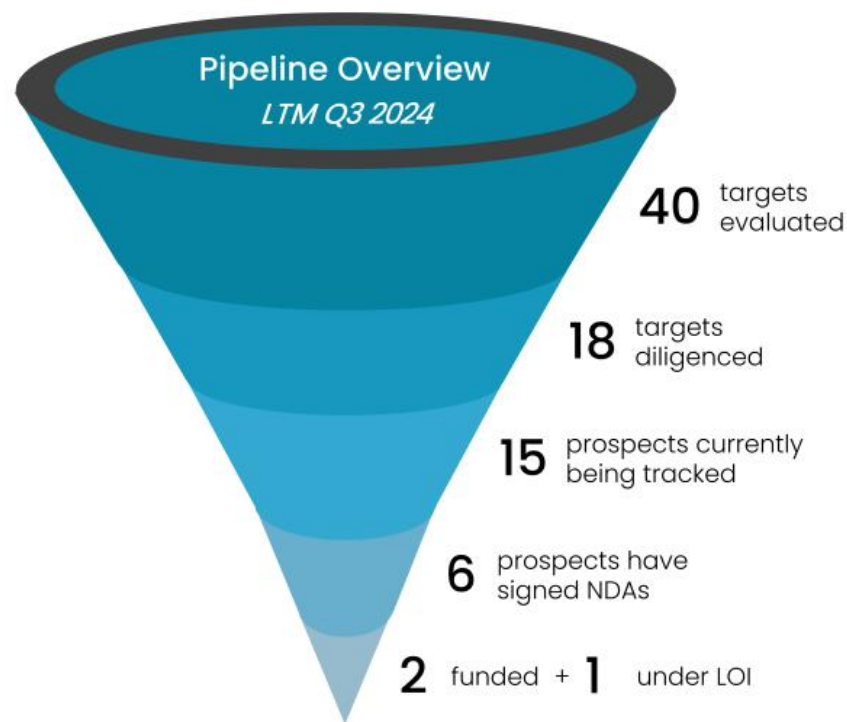 Pipeline Overview
LTM Q3 2024
40 targets
evaluated
18 targets
diligenced
15 prospects currently
being tracked
6 prospects have
signed NDAs
2 funded + 1 under LOI